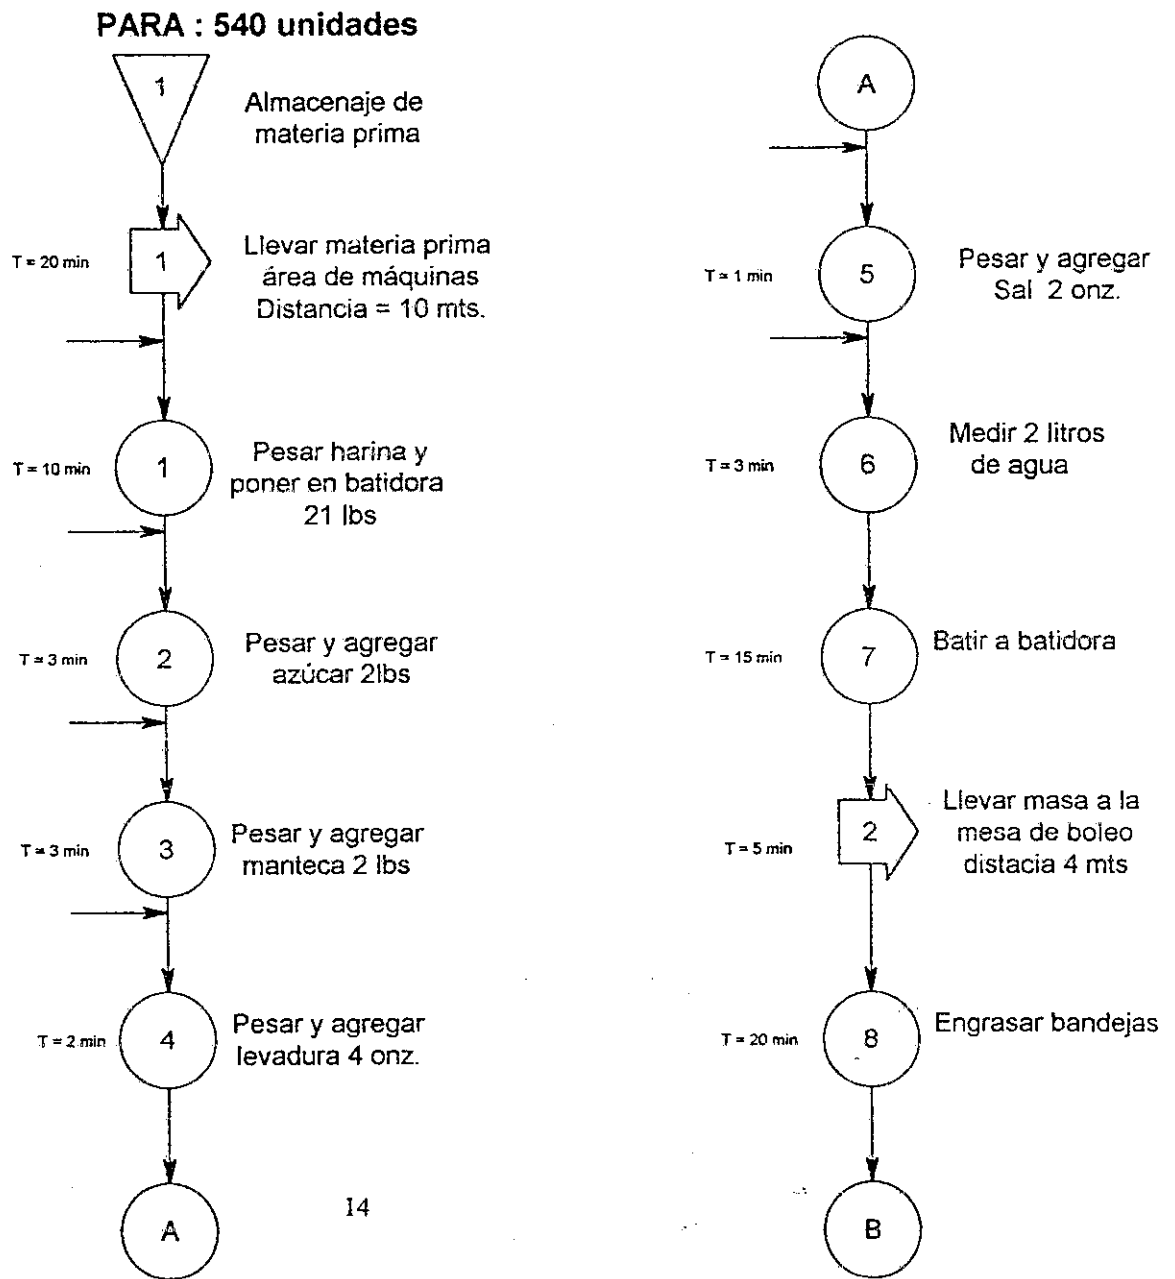 PARA : 540 unidades
1
Almacenaje de
materia prima
T = 20 min
1
Llevar materia prima
área de máquinas
Distancia = 10 mts.
T = 10 min
1
Pesar harina y
poner en batidora
21 lbs
T = 3 min
2
Pesar y agregar
azúcar 2lbs
T = 3 min
3
Pesar y agregar
manteca 2 lbs
T = 2 min
4
Pesar y agregar
levadura 4 onz.
A
14
A
T = 1 min
5
Pesar y agregar
Sal 2 onz.
T = 3 min
6
Medir 2 litros
de agua
T = 15 min
7
Batir a batidora
T = 5 min
2
Llevar masa a la
mesa de boleo
distacia 4 mts
T = 20 min
8
Engrasar bandejas
B